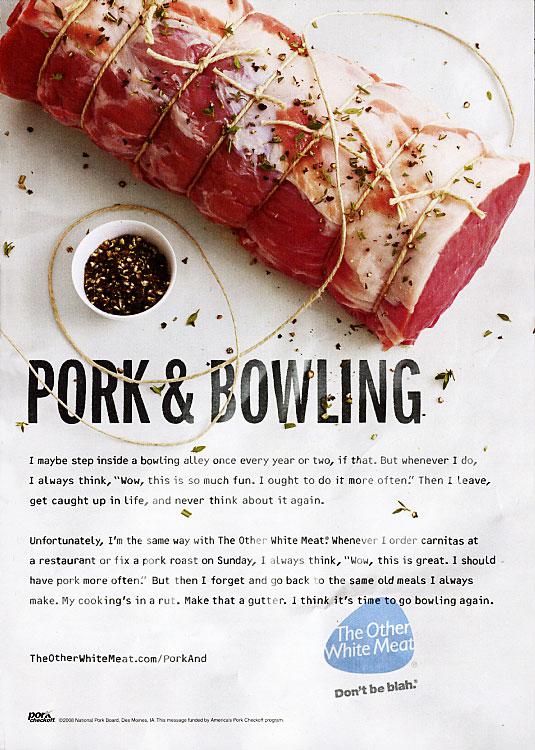 PORK & BOWLING
I maybe step inside a bowling alley once every year or two, if that. But whenever I do,
I always think, “Wow, this is so much fun. I ought to do it more often.” Then I leave,
get caught up in life, and never think about it again.
Unfortunately, I'm the same way with The Other White Meat.® Whenever I order carnitas at
a restaurant or fix a pork roast on Sunday, I always think, “Wow, this is great. I should
have pork more often.” But then I forget and go back to the same old meals I always
make. My cooking's in a rut. Make that a gutter. I think it's time to go bowling again.
The Other
White Meat
®
Don't be blah.®
TheOtherWhiteMeat.com/PorkAnd
pork
checkoff
©2008 National Pork Board, Des Moines, IA. This message funded by America's Pork Checkoff program.